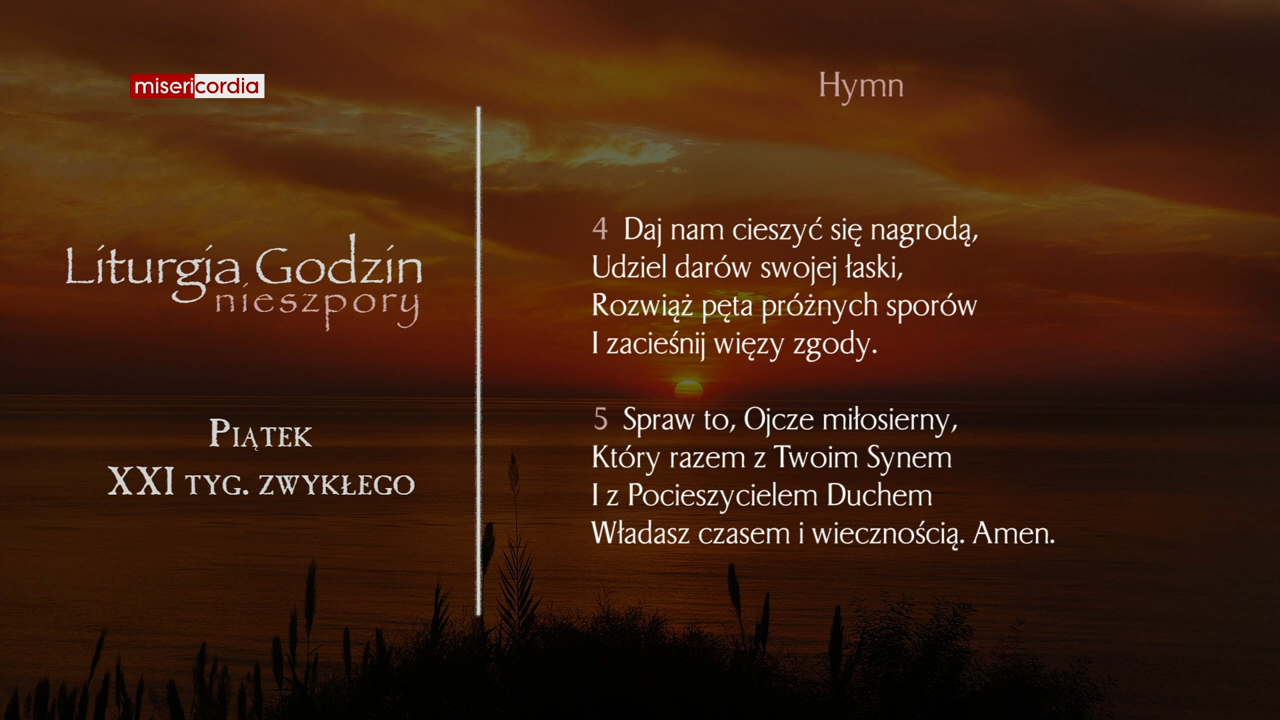 misericordia
Liturgia Godzin
nieszpory
Piątek
XXI tyg. zwykłego
Hymn
4 Daj nam cieszyć się nagrodą,
Udziel darów swojej łaski,
Rozwiąż pęta próżnych sporów
I zacieśnij więzy zgody.
5 Spraw to, Ojcze miłosierny,
Który razem z Twoim Synem
I z Pocieszycielem Duchem
Władasz czasem i wiecznością. Amen.